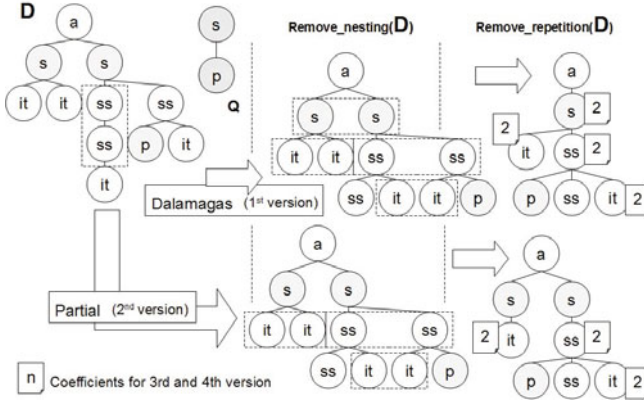 D Remove_nesting(D) Remove_repetition(D)
a s a a
s s p s s s 2
it it ss ss Q 2 it ss 2
ss p it it it ss ss
it ss it it p p ss it 2
Dalamagas (1st version)
a a
s s s s
Partial (2nd version) it it ss ss 2 it ss 2
ss it it p p ss it 2
n Coefficients for 3rd and 4th version